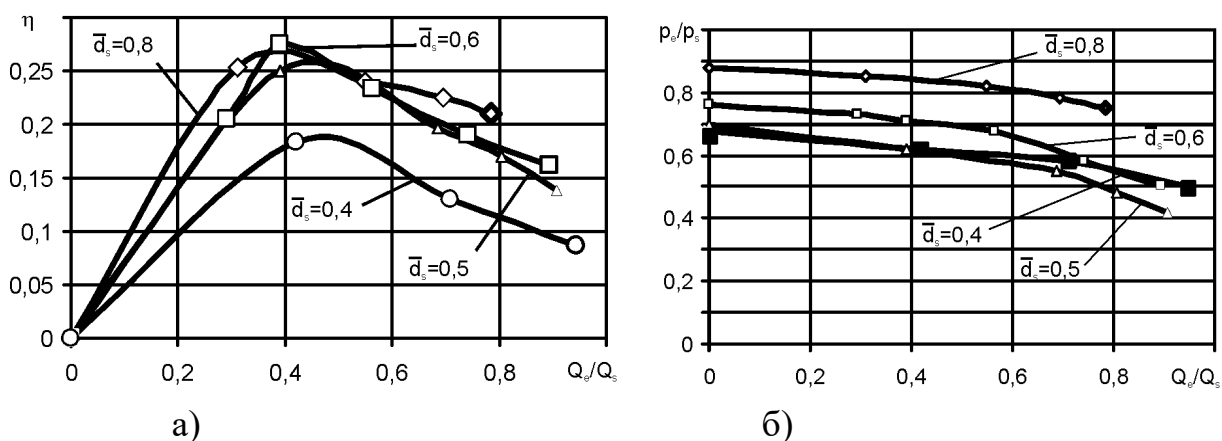 η
d̅ₛ=0,8
d̅ₛ=0,6
0,25
0,2
0,15
d̅ₛ=0,4
0,1
d̅ₛ=0,5
0,05
0
0 0,2 0,4 0,6 0,8 Qₑ/Qₛ
а)
pₑ/pₛ
d̅ₛ=0,8
0,8
d̅ₛ=0,6
0,6
0,4
d̅ₛ=0,4
d̅ₛ=0,5
0,2
0
0 0,2 0,4 0,6 0,8 Qₑ/Qₛ
б)